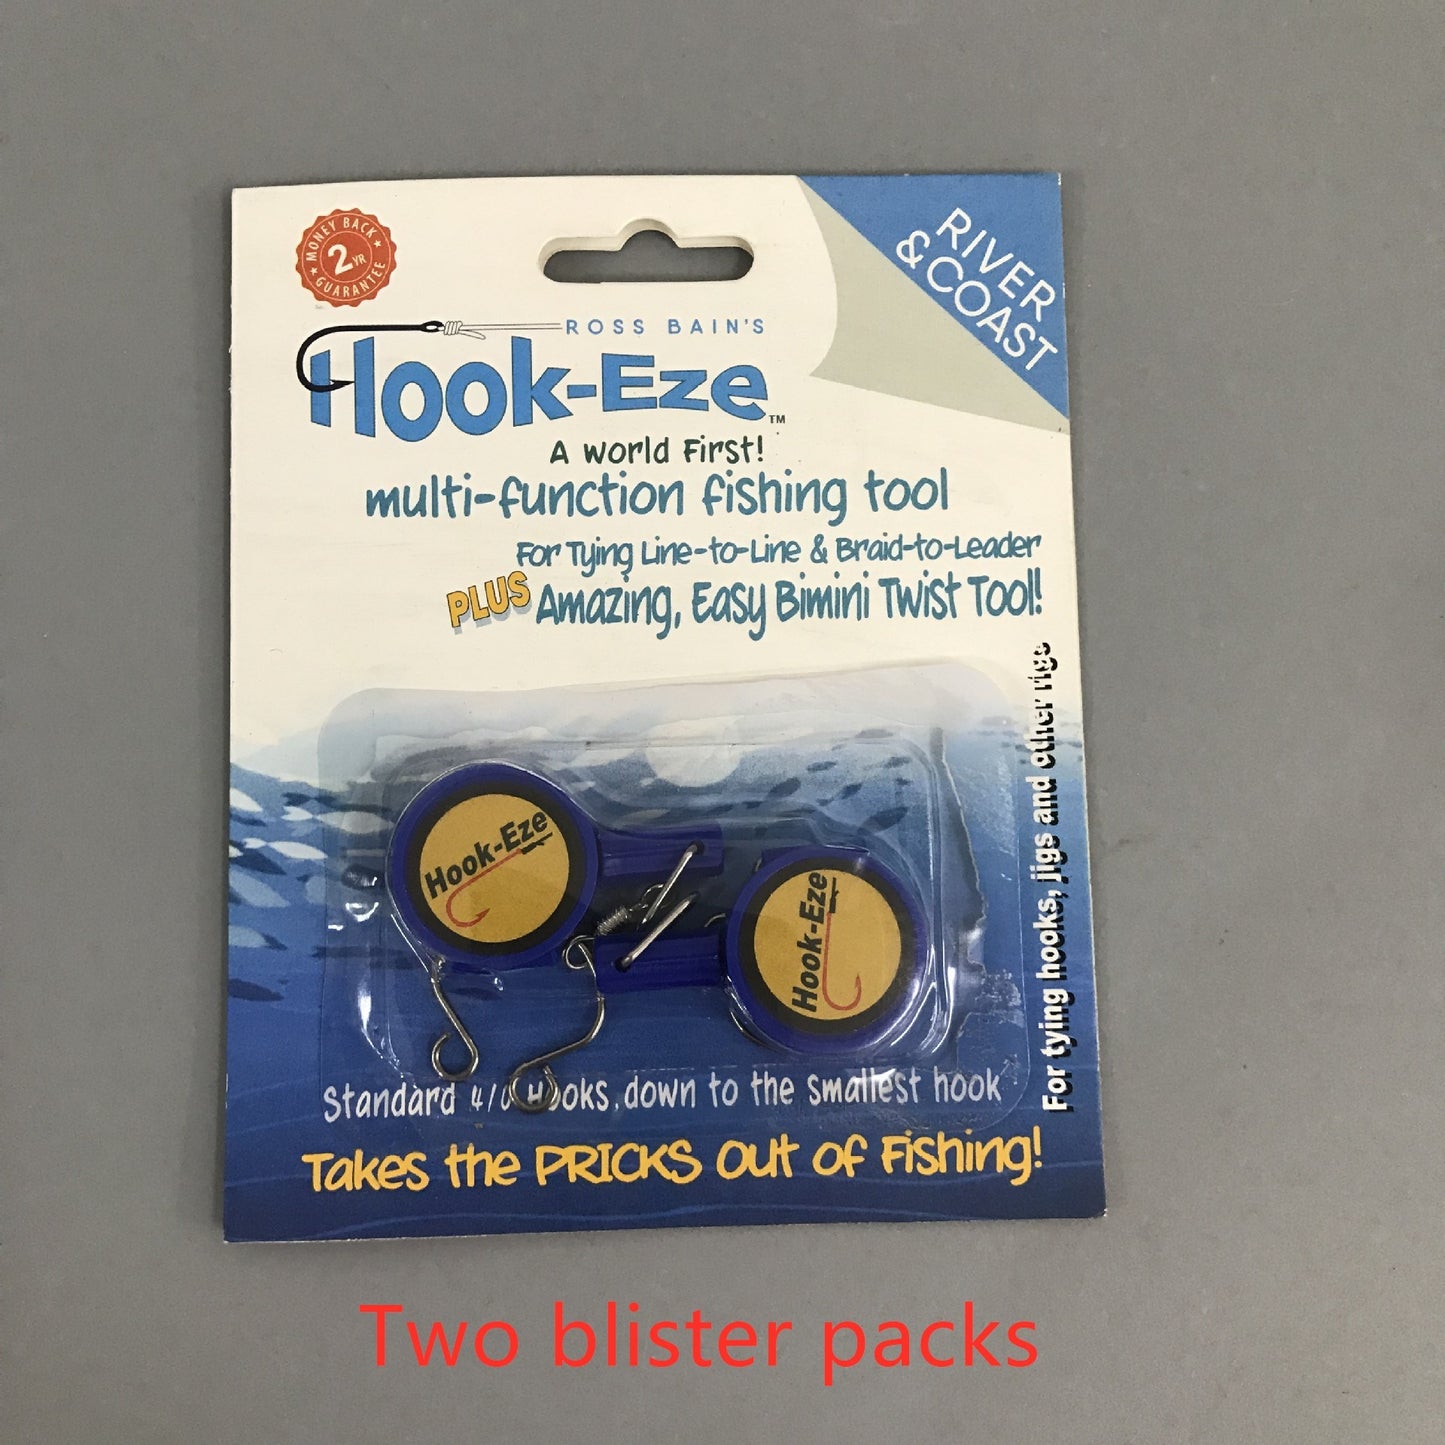 MONEY BACK
2 YR
GUARANTEE
RIVER
& COAST
ROSS BAIN'S
Hook-Eze™
A World First!
multi-function fishing tool
For Tying Line-to-Line & Braid-to-Leader
PLUS Amazing, Easy Bimini Twist Tool!
For tying hooks, jigs and other rigs
Hook-Eze
Hook-Eze
Standard 4/0 Hooks down to the smallest hook
Takes the PRICKS Out of Fishing!
Two blister packs